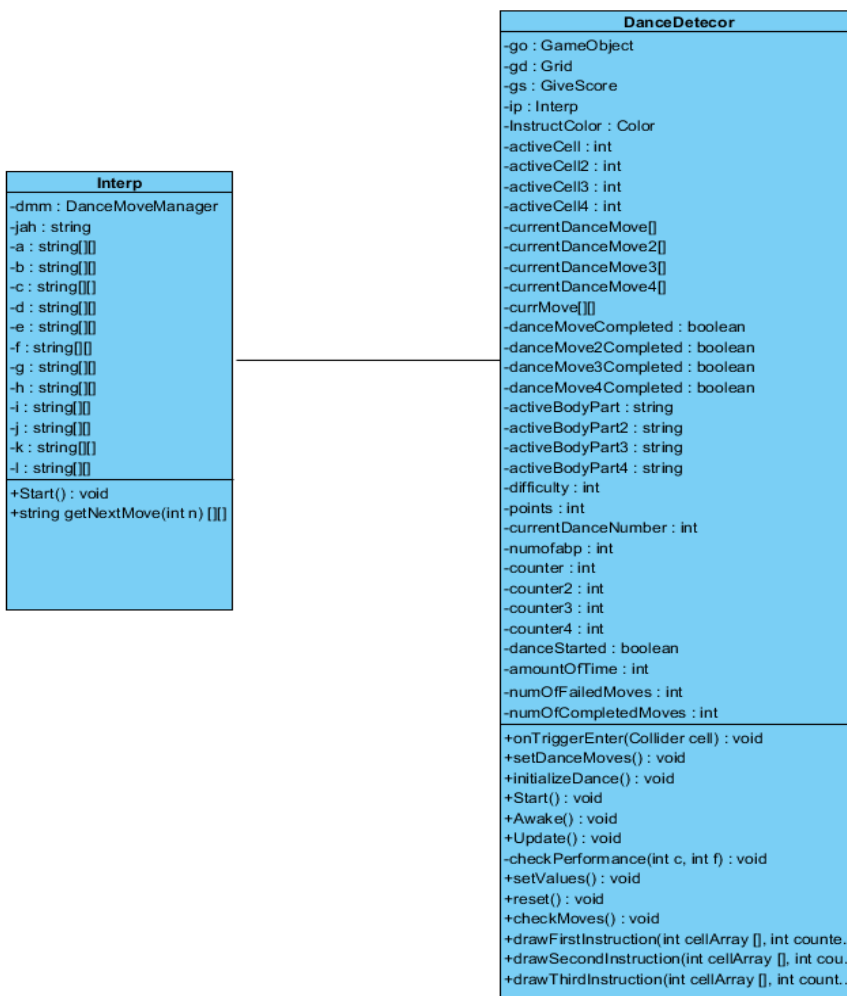 DanceDetecor
-go : GameObject
-gd : Grid
-gs : GiveScore
-ip : Interp
-InstructColor : Color
-activeCell : int
-activeCell2 : int
-activeCell3 : int
-activeCell4 : int
-currentDanceMove[]
-currentDanceMove2[]
-currentDanceMove3[]
-currentDanceMove4[]
-currMove[][]
-danceMoveCompleted : boolean
-danceMove2Completed : boolean
-danceMove3Completed : boolean
-danceMove4Completed : boolean
-activeBodyPart : string
-activeBodyPart2 : string
-activeBodyPart3 : string
-activeBodyPart4 : string
-difficulty : int
-points : int
-currentDanceNumber : int
-numofabp : int
-counter : int
-counter2 : int
-counter3 : int
-counter4 : int
-danceStarted : boolean
-amountOfTime : int
-numOfFailedMoves : int
-numOfCompletedMoves : int
+onTriggerEnter(Collider cell) : void
+setDanceMoves() : void
+initializeDance() : void
+Start() : void
+Awake() : void
+Update() : void
-checkPerformance(int c, int f) : void
+setValues() : void
+reset() : void
+checkMoves() : void
+drawFirstInstruction(int cellArray [], int counte..
+drawSecondInstruction(int cellArray [], int cou..
+drawThirdInstruction(int cellArray [], int count..
Interp
-dmm : DanceMoveManager
-jah : string
-a : string[][]
-b : string[][]
-c : string[][]
-d : string[][]
-e : string[][]
-f : string[][]
-g : string[][]
-h : string[][]
-i : string[][]
-j : string[][]
-k : string[][]
-l : string[][]
+Start() : void
+string getNextMove(int n) [][]